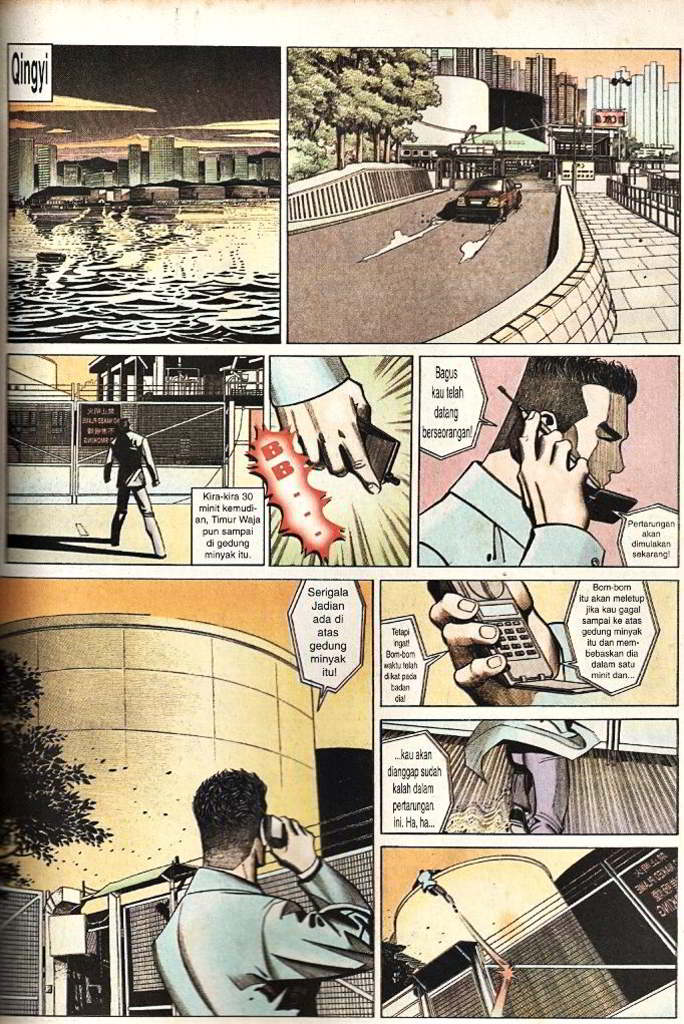 Qingyi
Kira-kira 30
minit kemudi-
an, Timur Waja
pun sampai
di gedung
minyak itu.
BB...
Bagus
kau telah
datang
berseorangan!
Pertarungan
akan
dimulakan
sekarang!
Serigala
Jadian
ada di
atas
gedung
minyak
itu!
Tetapi
ingat!
Bom-bom
waktu telah
diikat pada
badan
dia!
Bom-bom
itu akan meletup
jika kau gagal
sampai ke atas
gedung minyak
itu dan mem-
bebaskan dia
dalam satu
minit dan...
...kau akan
dianggap sudah
kalah dalam
pertarungan
ini. Ha, ha...